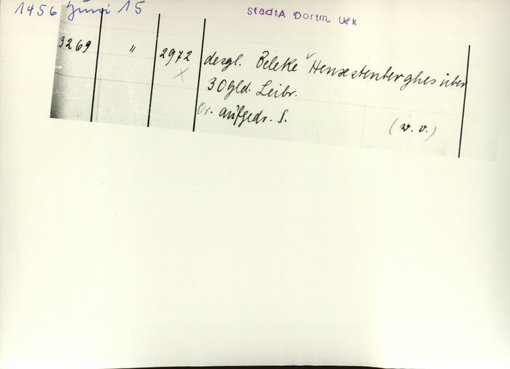 1456 Juni 15
StadtA Dortm. Urk
3269 " 2972 desgl. Beleke Henxstenberghes über
x
30 gld. Leibr.
Or. aufgedr. S. (w. v.)